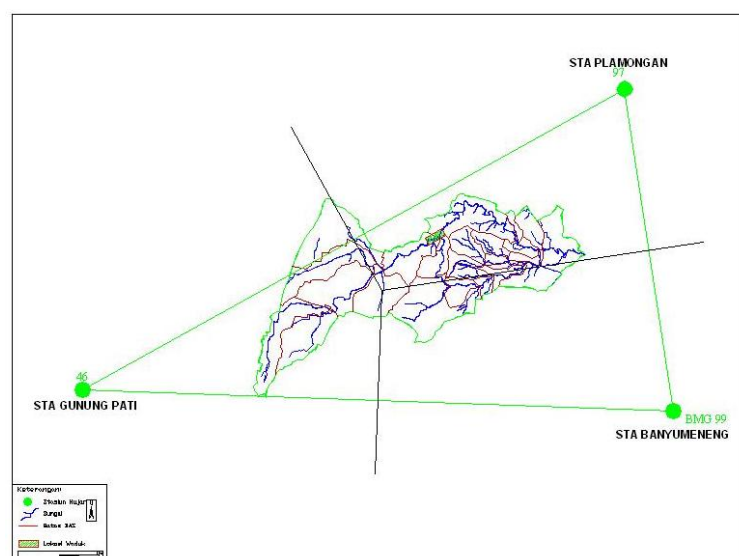 STA PLAMONGAN
97
46
STA GUNUNG PATI
BMG 99
STA BANYUMENENG
Keterangan:
Stasiun Hujan
Sungai
Batas DAS
Lokasi Waduk